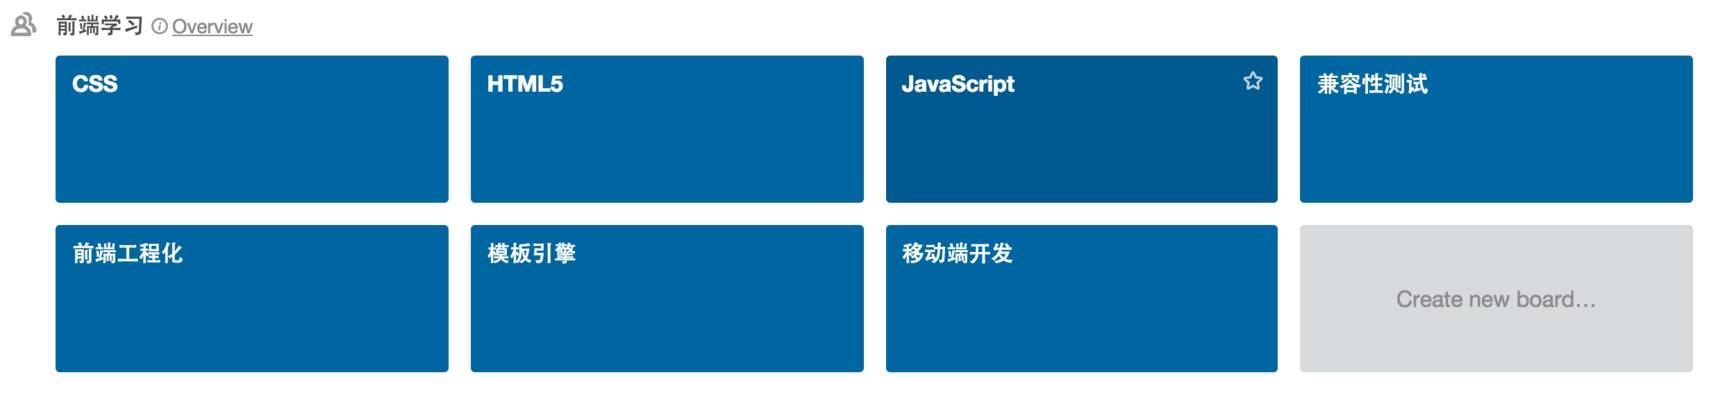 前端学习 Overview
CSS
HTML5
JavaScript
兼容性测试
前端工程化
模板引擎
移动端开发
Create new board…